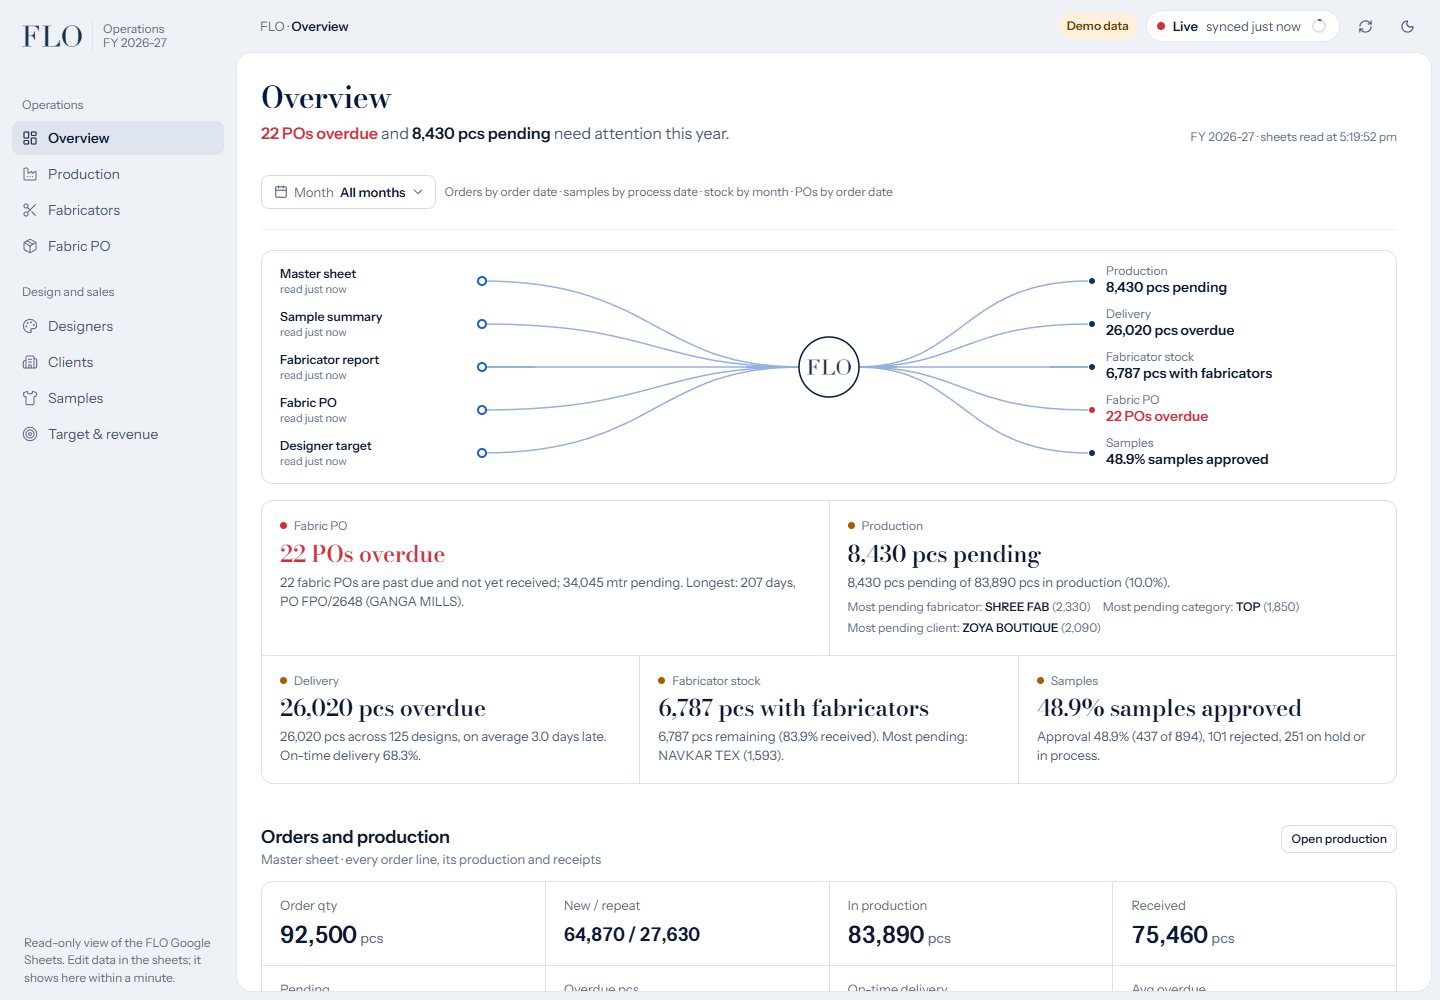 FLO
Operations
FY 2026-27
FLO · Overview
Demo data
Live synced just now
Operations
Overview
Production
Fabricators
Fabric PO
Design and sales
Designers
Clients
Samples
Target & revenue
Read-only view of the FLO Google
Sheets. Edit data in the sheets; it
shows here within a minute.
Overview
22 POs overdue and 8,430 pcs pending need attention this year.
FY 2026-27 · sheets read at 5:19:52 pm
Month All months
Orders by order date · samples by process date · stock by month · POs by order date
Master sheet
read just now
Sample summary
read just now
Fabricator report
read just now
Fabric PO
read just now
Designer target
read just now
FLO
Production
8,430 pcs pending
Delivery
26,020 pcs overdue
Fabricator stock
6,787 pcs with fabricators
Fabric PO
22 POs overdue
Samples
48.9% samples approved
Fabric PO
22 POs overdue
22 fabric POs are past due and not yet received; 34,045 mtr pending. Longest: 207 days,
PO FPO/2648 (GANGA MILLS).
Production
8,430 pcs pending
8,430 pcs pending of 83,890 pcs in production (10.0%).
Most pending fabricator: SHREE FAB (2,330) Most pending category: TOP (1,850)
Most pending client: ZOYA BOUTIQUE (2,090)
Delivery
26,020 pcs overdue
26,020 pcs across 125 designs, on average 3.0 days late.
On-time delivery 68.3%.
Fabricator stock
6,787 pcs with fabricators
6,787 pcs remaining (83.9% received). Most pending:
NAVKAR TEX (1,593).
Samples
48.9% samples approved
Approval 48.9% (437 of 894), 101 rejected, 251 on hold or
in process.
Orders and production
Master sheet · every order line, its production and receipts
Open production
Order qty
92,500 pcs
New / repeat
64,870 / 27,630
In production
83,890 pcs
Received
75,460 pcs
Pending
Overdue pcs
On-time delivery
Avg overdue